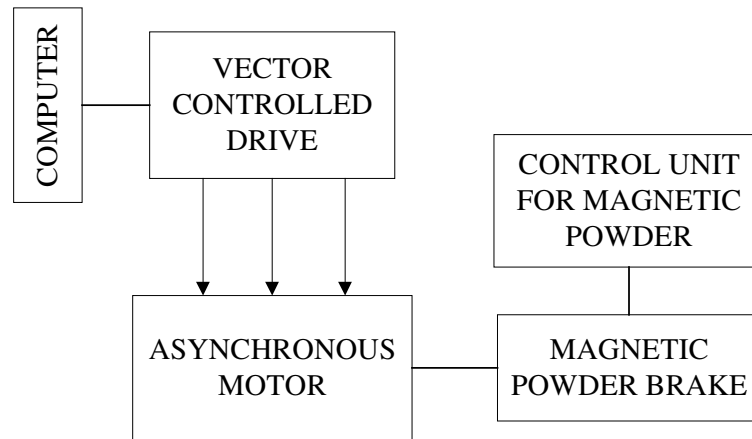 COMPUTER
VECTOR
CONTROLLED
DRIVE
CONTROL UNIT
FOR MAGNETIC
POWDER
ASYNCHRONOUS
MOTOR
MAGNETIC
POWDER BRAKE